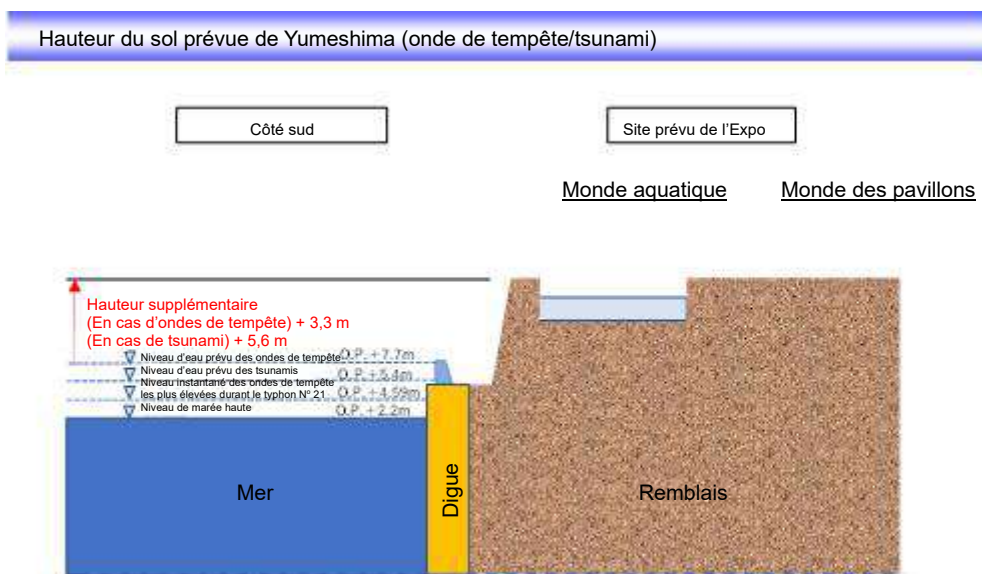 Hauteur du sol prévue de Yumeshima (onde de tempête/tsunami)
Côté sud
Site prévu de l’Expo
Monde aquatique
Monde des pavillons
Hauteur supplémentaire
(En cas d’ondes de tempête) + 3,3 m
(En cas de tsunami) + 5,6 m
Niveau d’eau prévu des ondes de tempête O.P. +7.7m
Niveau d’eau prévu des tsunamis O.P. +5.4m
Niveau instantané des ondes de tempête
les plus élevées durant le typhon N° 21 O.P. +4.59m
Niveau de marée haute O.P. +2.2m
Mer
Digue
Remblais